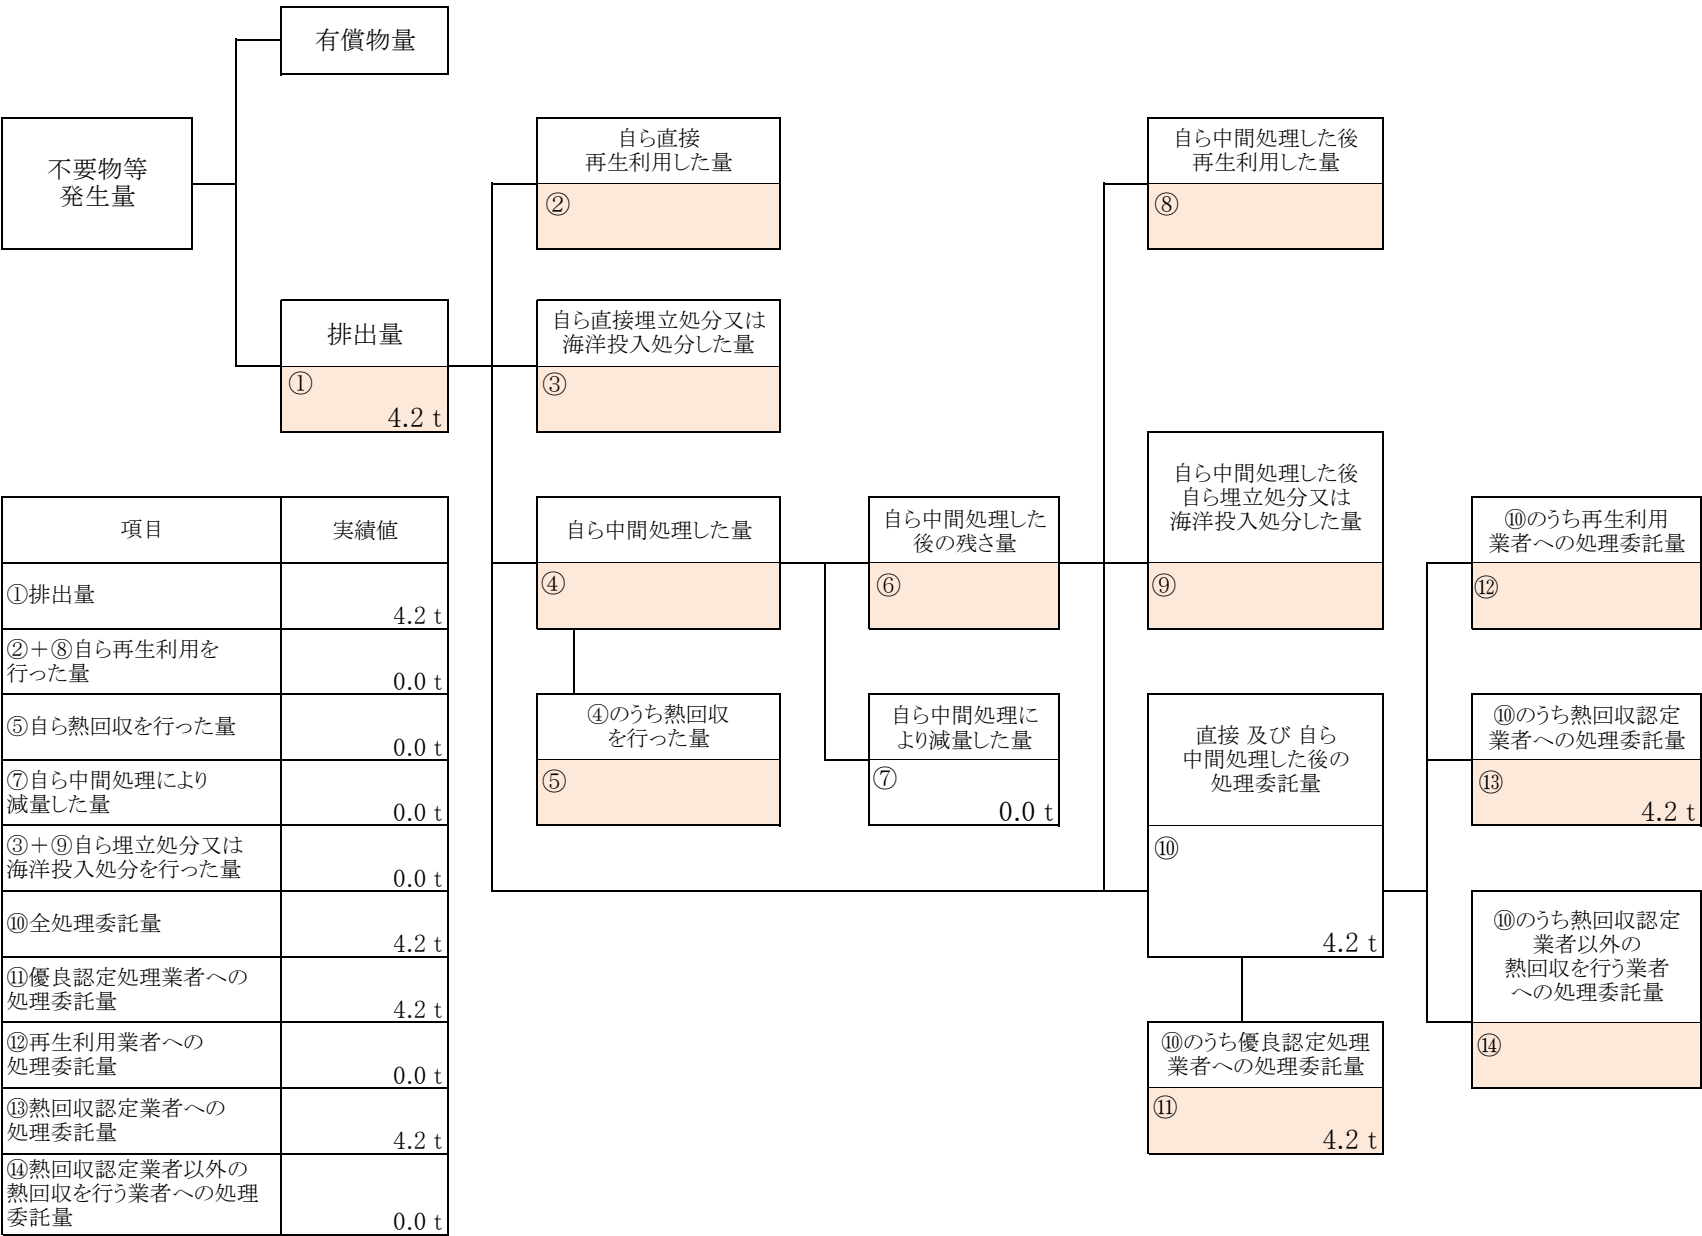 有償物量
不要物等
発生量
自ら直接
再生利用した量
②
自ら中間処理した後
再生利用した量
⑧
排出量
①
4.2 t
自ら直接埋立処分又は
海洋投入処分した量
③
自ら中間処理した量
④
自ら中間処理した
後の残さ量
⑥
自ら中間処理した後
自ら埋立処分又は
海洋投入処分した量
⑨
⑩のうち再生利用
業者への処理委託量
⑫
④のうち熱回収
を行った量
⑤
自ら中間処理に
より減量した量
⑦
0.0 t
直接 及び 自ら
中間処理した後の
処理委託量
⑩
4.2 t
⑩のうち熱回収認定
業者への処理委託量
⑬
4.2 t
⑩のうち熱回収認定
業者以外の
熱回収を行う業者
への処理委託量
⑭
⑩のうち優良認定処理
業者への処理委託量
⑪
4.2 t
項目 実績値
①排出量
4.2 t
②＋⑧自ら再生利用を
行った量
0.0 t
⑤自ら熱回収を行った量
0.0 t
⑦自ら中間処理により
減量した量
0.0 t
③＋⑨自ら埋立処分又は
海洋投入処分を行った量
0.0 t
⑩全処理委託量
4.2 t
⑪優良認定処理業者への
処理委託量
4.2 t
⑫再生利用業者への
処理委託量
0.0 t
⑬熱回収認定業者への
処理委託量
4.2 t
⑭熱回収認定業者以外の
熱回収を行う業者への処理
委託量
0.0 t